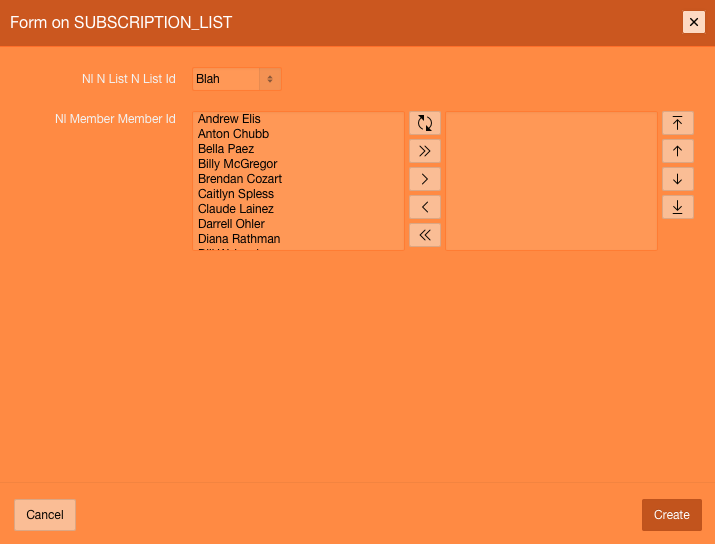 Form on SUBSCRIPTION_LIST
Nl N List N List Id
Blah
Nl Member Member Id
Andrew Elis
Anton Chubb
Bella Paez
Billy McGregor
Brendan Cozart
Caitlyn Spless
Claude Lainez
Darrell Ohler
Diana Rathman
Cancel
Create